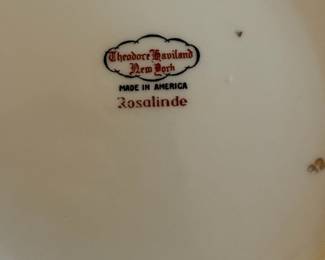 Theodore Haviland
New York
MADE IN AMERICA
Rosalinde